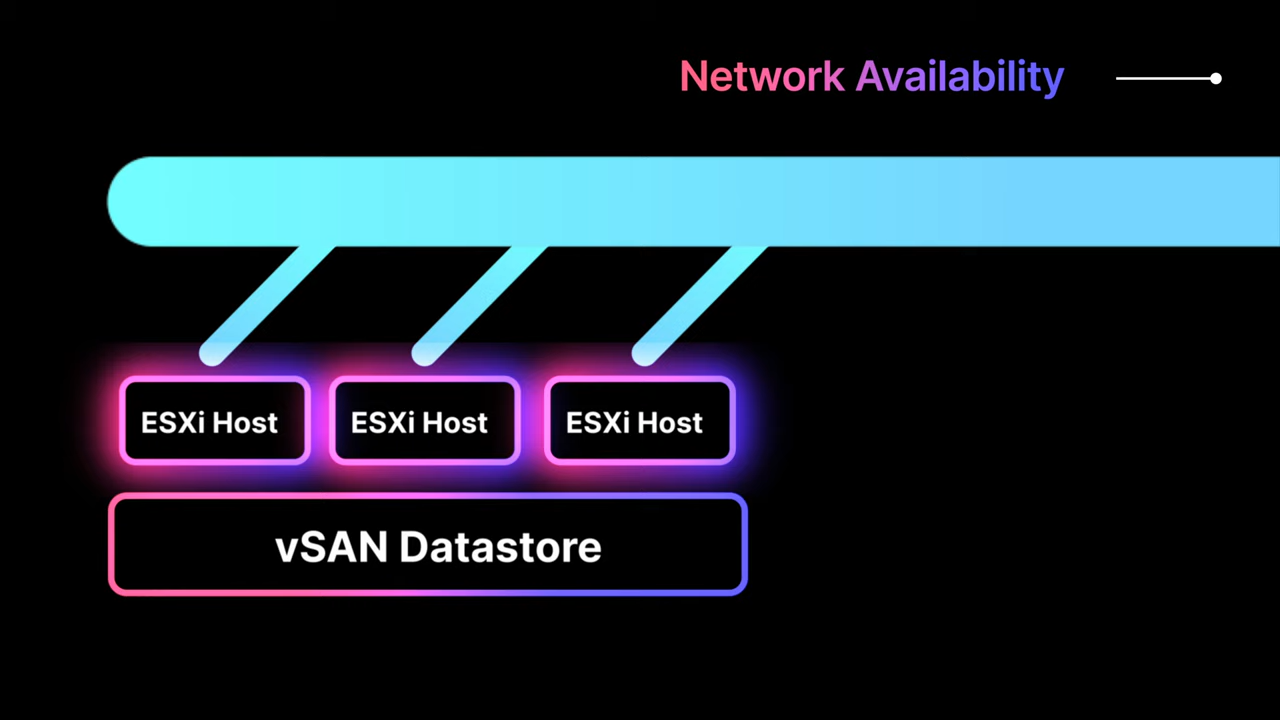 Network Availability
ESXi Host ESXi Host ESXi Host
vSAN Datastore